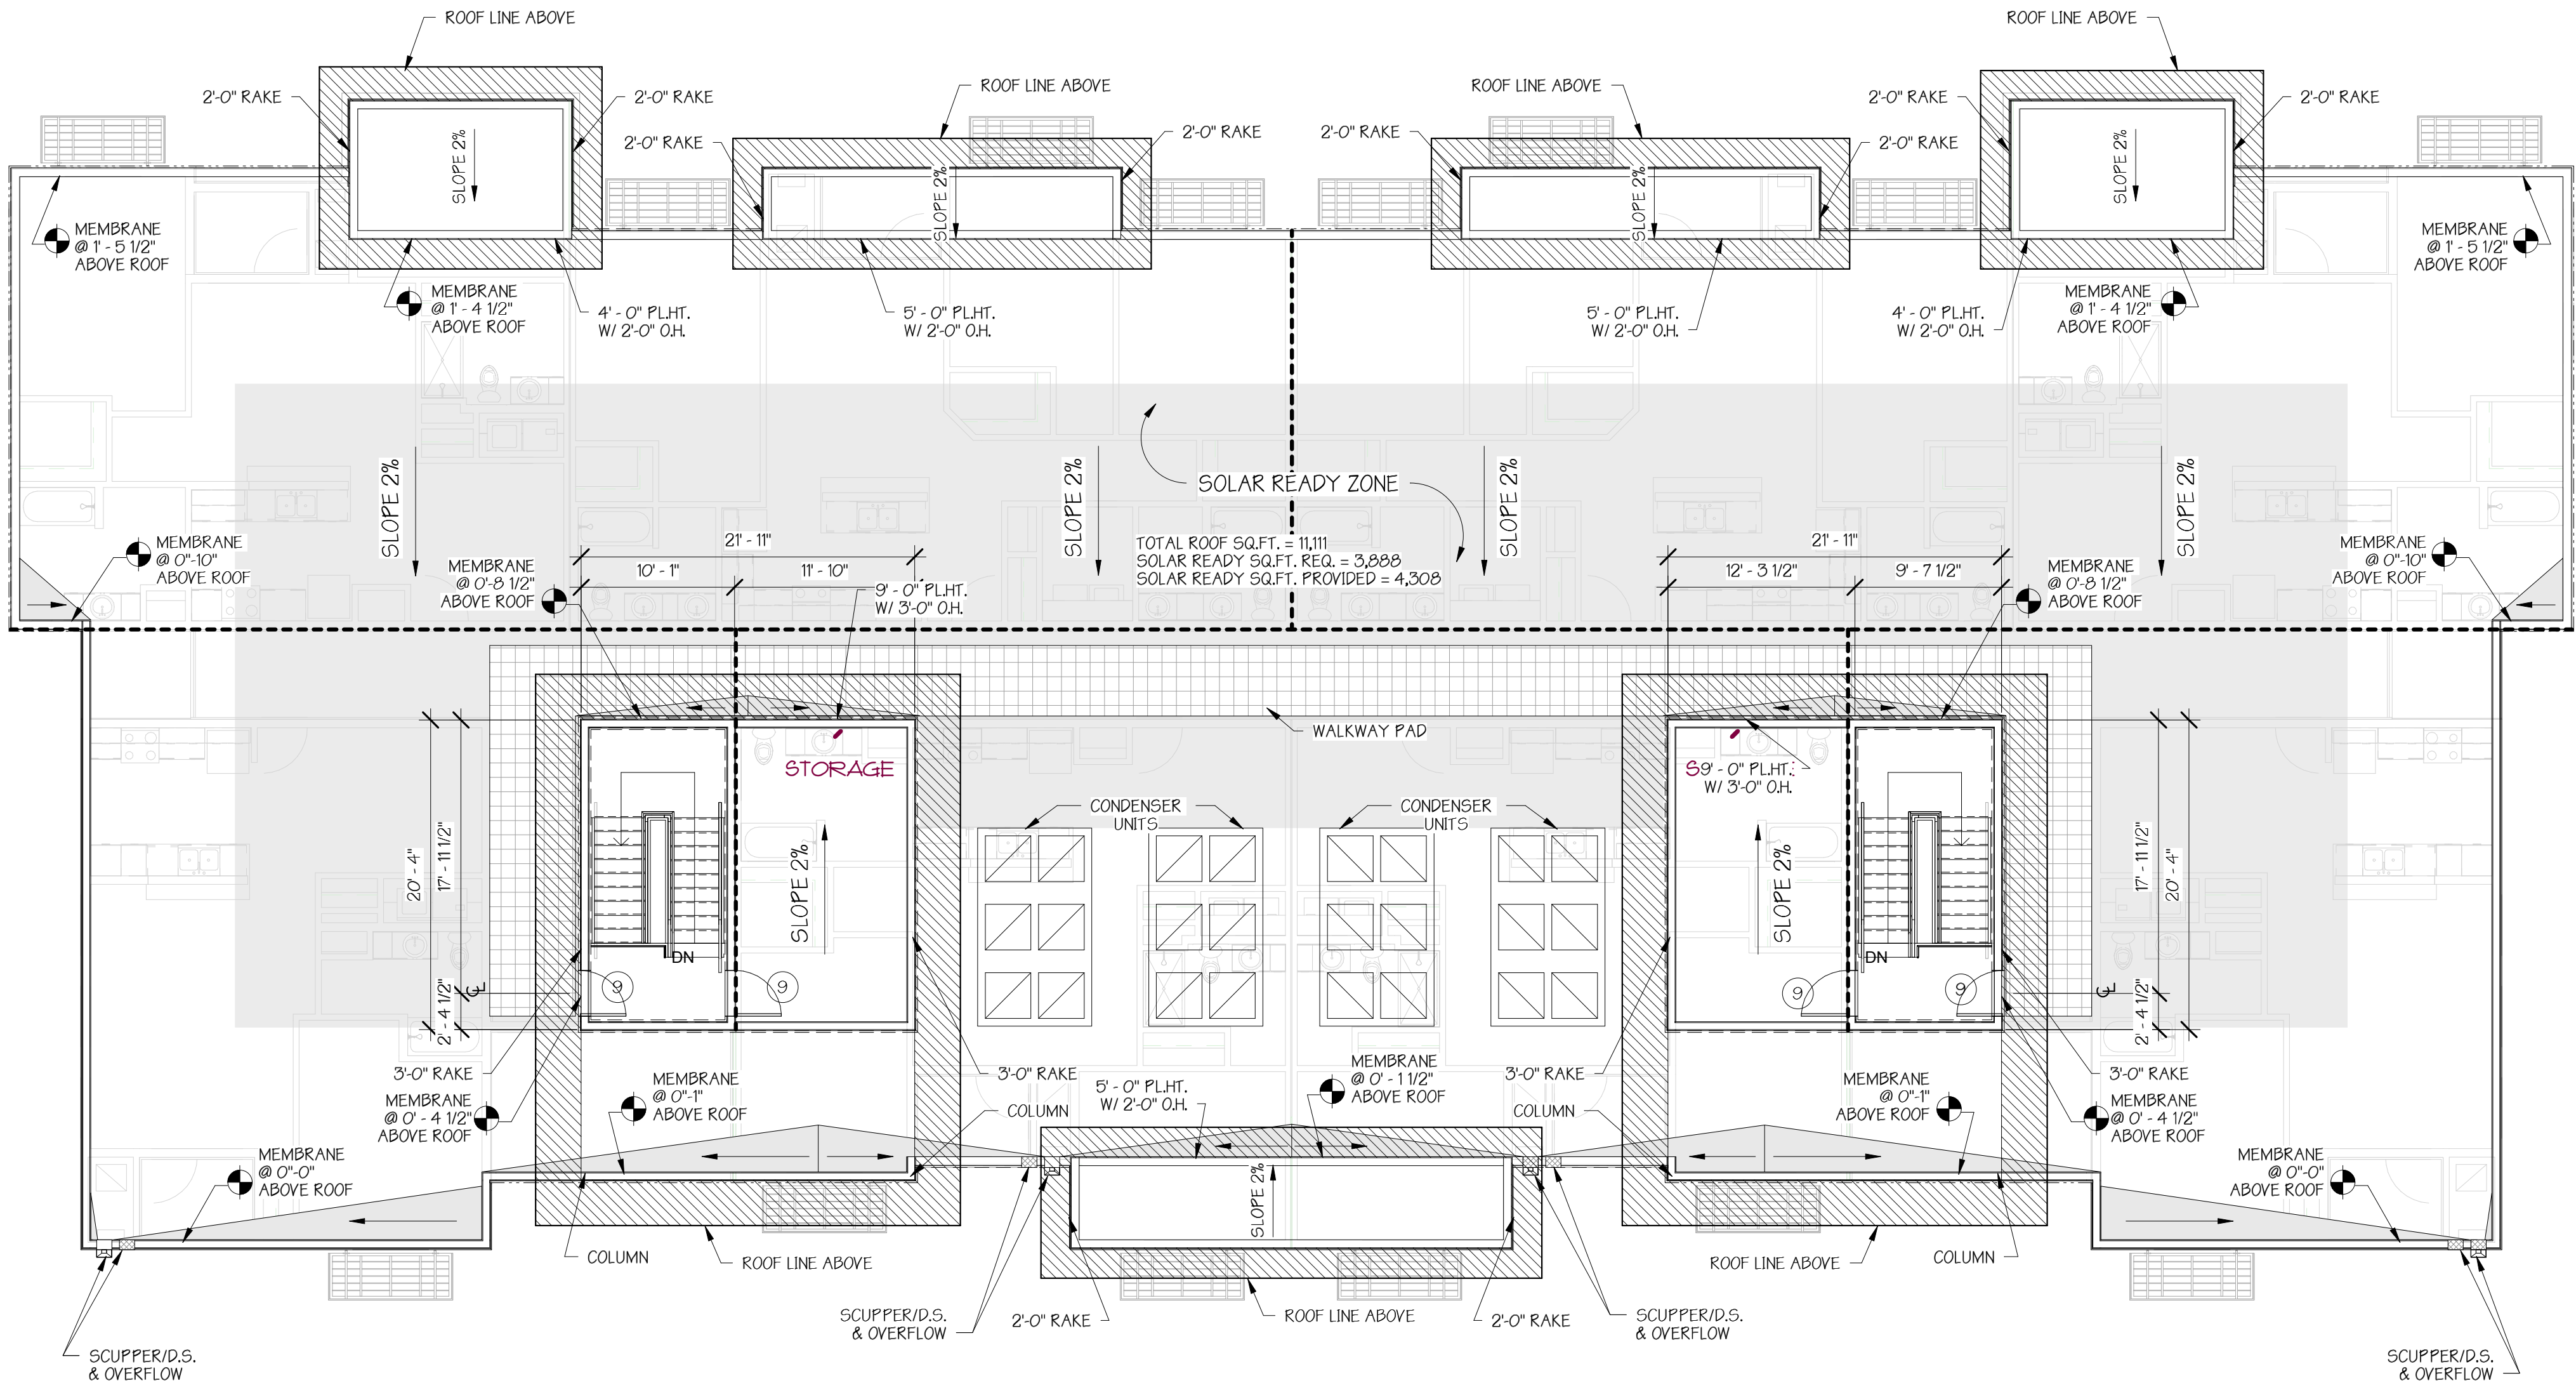 ROOF LINE ABOVE
ROOF LINE ABOVE
2'-0" RAKE
2'-0" RAKE
ROOF LINE ABOVE
ROOF LINE ABOVE
2'-0" RAKE
2'-0" RAKE
2'-0" RAKE
2'-0" RAKE
2'-0" RAKE
2'-0" RAKE
SLOPE 2%
SLOPE 2%
SLOPE 2%
SLOPE 2%
MEMBRANE
@ 1' - 5 1/2"
ABOVE ROOF
MEMBRANE
@ 1' - 5 1/2"
ABOVE ROOF
MEMBRANE
@ 1' - 4 1/2"
ABOVE ROOF
4' - 0" PL.HT.
W/ 2'-0" O.H.
5' - 0" PL.HT.
W/ 2'-0" O.H.
5' - 0" PL.HT.
W/ 2'-0" O.H.
4' - 0" PL.HT.
W/ 2'-0" O.H.
MEMBRANE
@ 1' - 4 1/2"
ABOVE ROOF
SLOPE 2%
SLOPE 2%
SOLAR READY ZONE
SLOPE 2%
SLOPE 2%
TOTAL ROOF SQ.FT. = 11,111
SOLAR READY SQ.FT. REQ. = 3,888
SOLAR READY SQ.FT. PROVIDED = 4,308
MEMBRANE
@ 0"-10"
ABOVE ROOF
MEMBRANE
@ 0'-8 1/2"
ABOVE ROOF
21' - 11"
10' - 1"
11' - 10"
9' - 0" PL.HT.
W/ 3'-0" O.H.
21' - 11"
12' - 3 1/2"
9' - 7 1/2"
MEMBRANE
@ 0'-8 1/2"
ABOVE ROOF
MEMBRANE
@ 0"-10"
ABOVE ROOF
WALKWAY PAD
STORAGE
S9' - 0" PL.HT.
W/ 3'-0" O.H.
CONDENSER
UNITS
CONDENSER
UNITS
20' - 4"
17' - 11 1/2"
2' - 4 1/2"
SLOPE 2%
SLOPE 2%
17' - 11 1/2"
20' - 4"
2' - 4 1/2"
DN
DN
9
9
9
9
CL
CL
3'-0" RAKE
MEMBRANE
@ 0' - 4 1/2"
ABOVE ROOF
MEMBRANE
@ 0"-1"
ABOVE ROOF
3'-0" RAKE
COLUMN
5' - 0" PL.HT.
W/ 2'-0" O.H.
MEMBRANE
@ 0' - 1 1/2"
ABOVE ROOF
3'-0" RAKE
COLUMN
MEMBRANE
@ 0"-1"
ABOVE ROOF
3'-0" RAKE
MEMBRANE
@ 0' - 4 1/2"
ABOVE ROOF
MEMBRANE
@ 0"-0"
ABOVE ROOF
MEMBRANE
@ 0"-0"
ABOVE ROOF
SLOPE 2%
COLUMN
ROOF LINE ABOVE
ROOF LINE ABOVE
COLUMN
SCUPPER/D.S.
& OVERFLOW
2'-0" RAKE
ROOF LINE ABOVE
2'-0" RAKE
SCUPPER/D.S.
& OVERFLOW
SCUPPER/D.S.
& OVERFLOW
SCUPPER/D.S.
& OVERFLOW